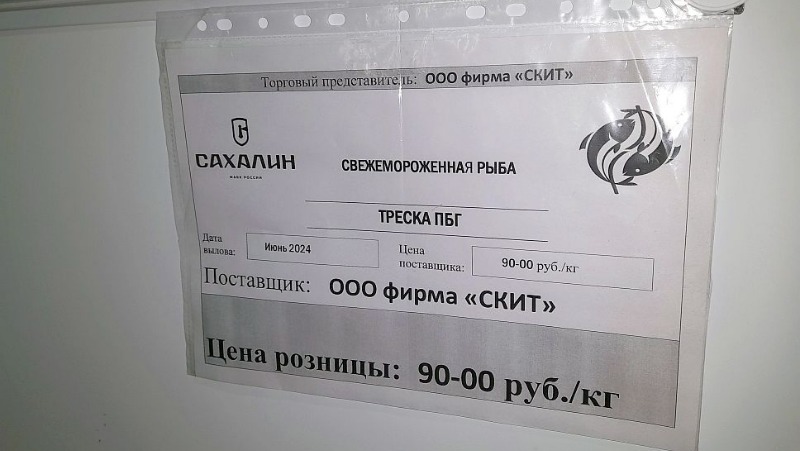 Торговый представитель: ООО фирма «СКИТ»
САХАЛИН
СВЕЖЕМОРОЖЕННАЯ РЫБА
ТРЕСКА ПБГ
Дата вылова: Июнь 2024
Цена поставщика: 90-00 руб./кг
Поставщик: ООО фирма «СКИТ»
Цена розницы: 90-00 руб./кг